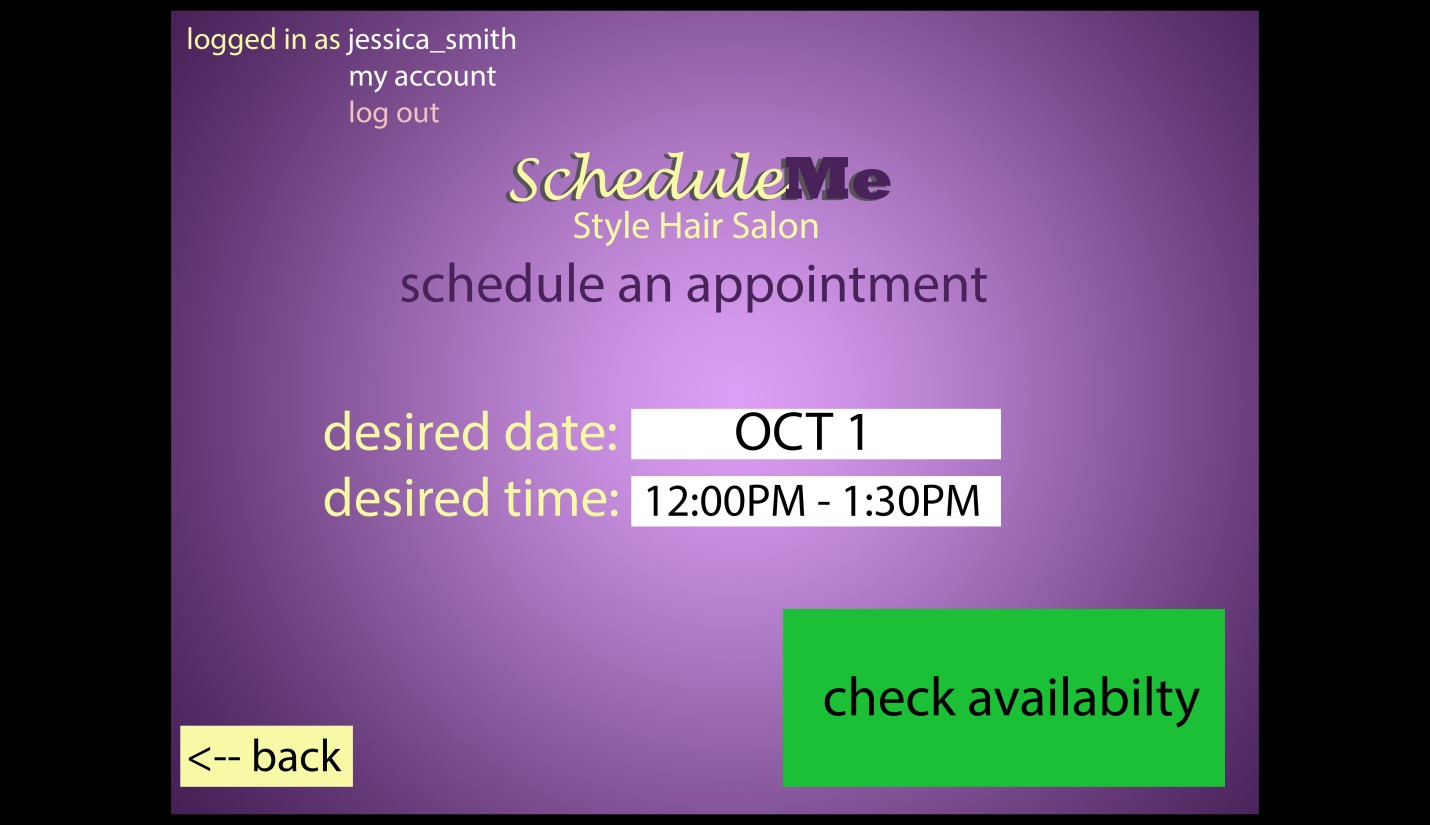 logged in as jessica_smith
my account
log out
ScheduleMe
Style Hair Salon
schedule an appointment
desired date: OCT 1
desired time: 12:00PM - 1:30PM
check availabilty
<-- back